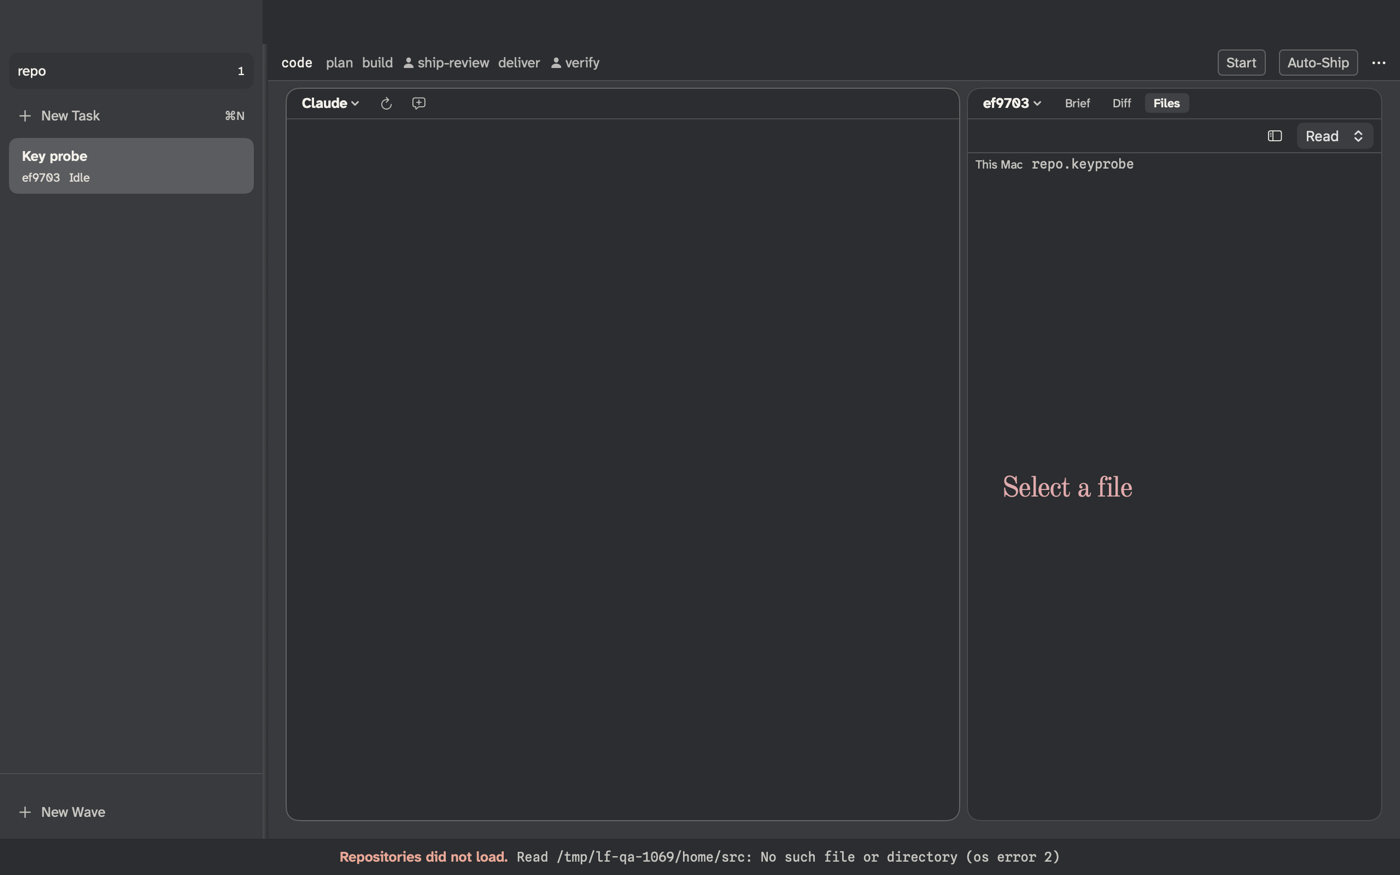 code plan build ship-review deliver verify Start Auto-Ship
repo 1
New Task ⌘N
Key probe
ef9703 Idle
New Wave
Claude
ef9703 Brief Diff Files
Read
This Mac repo.keyprobe
Select a file
Repositories did not load. Read /tmp/lf-qa-1069/home/src: No such file or directory (os error 2)